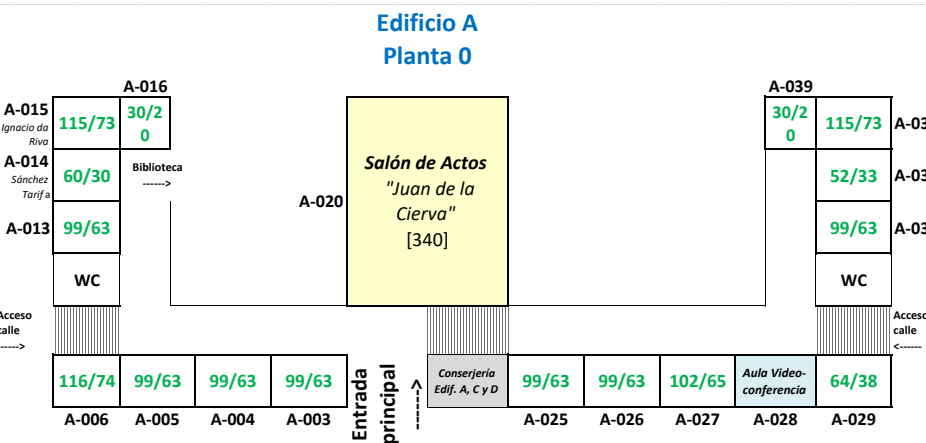 Edificio A
Planta 0
A-016
A-039
A-015
Ignacio da
Riva
115/73
30/2
0
30/2
0
115/73
A-03
A-014
Sánchez
Tarifa
60/30
Biblioteca
------>
Salón de Actos
"Juan de la
Cierva"
[340]
A-020
52/33
A-03
A-013
99/63
99/63
A-03
WC
WC
Acceso
calle
----->
Acceso
calle
<------
116/74
99/63
99/63
99/63
Entrada
principal
------>
Conserjería
Edif. A, C y D
99/63
99/63
102/65
Aula Video-
conferencia
64/38
A-006
A-005
A-004
A-003
A-025
A-026
A-027
A-028
A-029